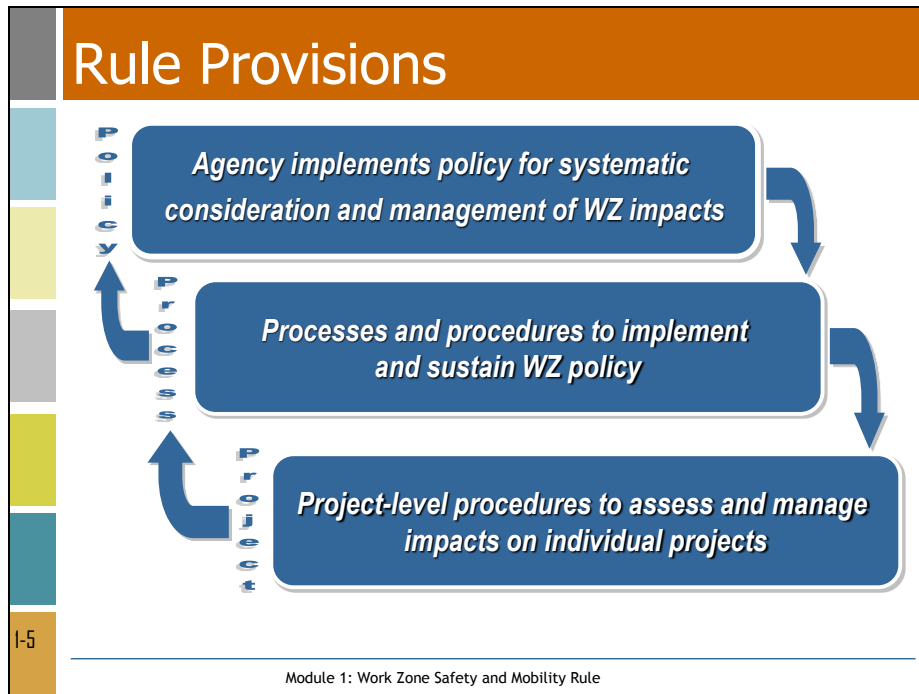 Rule Provisions
Policy
Agency implements policy for systematic
consideration and management of WZ impacts
Process
Processes and procedures to implement
and sustain WZ policy
Project
Project-level procedures to assess and manage
impacts on individual projects
1-5
Module 1: Work Zone Safety and Mobility Rule